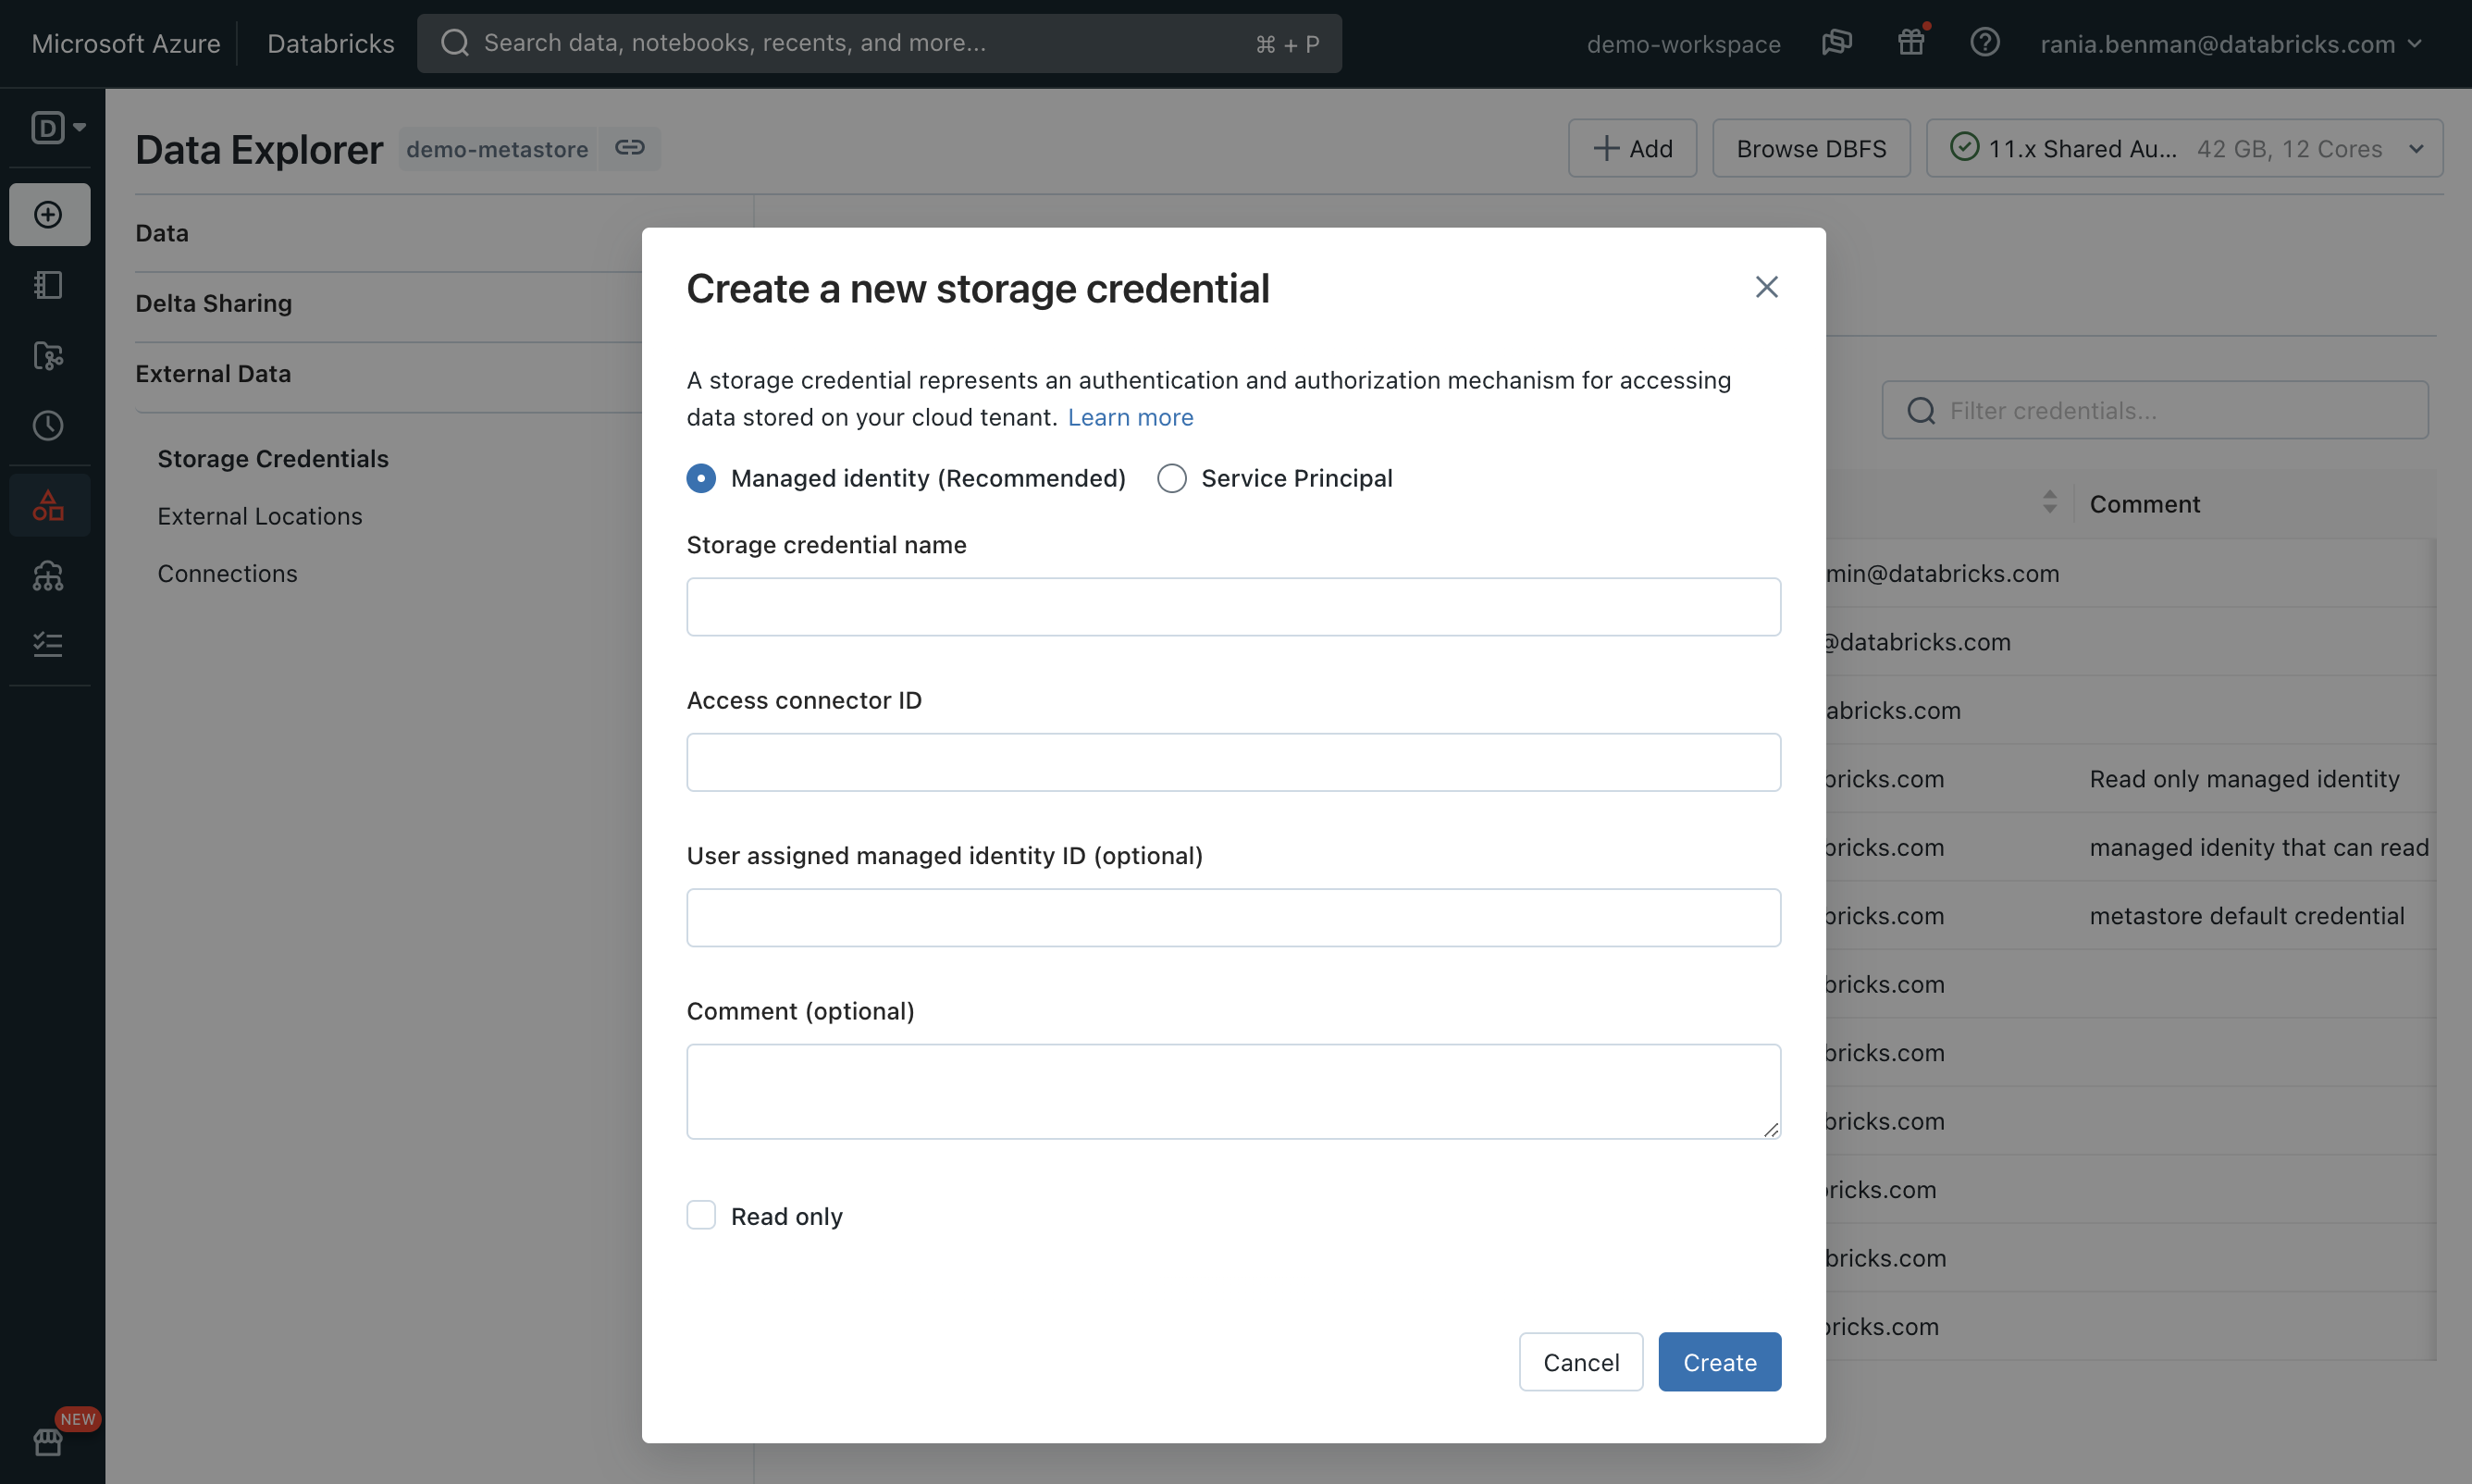 Microsoft Azure
Databricks
Search data, notebooks, recents, and more...
⌘ + P
demo-workspace
rania.benman@databricks.com
D
Data Explorer
demo-metastore
Add
Browse DBFS
11.x Shared Au... 42 GB, 12 Cores
Data
Delta Sharing
External Data
Storage Credentials
External Locations
Connections
NEW
Create a new storage credential
A storage credential represents an authentication and authorization mechanism for accessing
data stored on your cloud tenant. Learn more
Managed identity (Recommended)
Service Principal
Storage credential name
Access connector ID
User assigned managed identity ID (optional)
Comment (optional)
Read only
Cancel
Create
Filter credentials...
Comment
min@databricks.com
@databricks.com
abricks.com
bricks.com
Read only managed identity
bricks.com
managed idenity that can read
bricks.com
metastore default credential
bricks.com
bricks.com
bricks.com
ricks.com
bricks.com
ricks.com